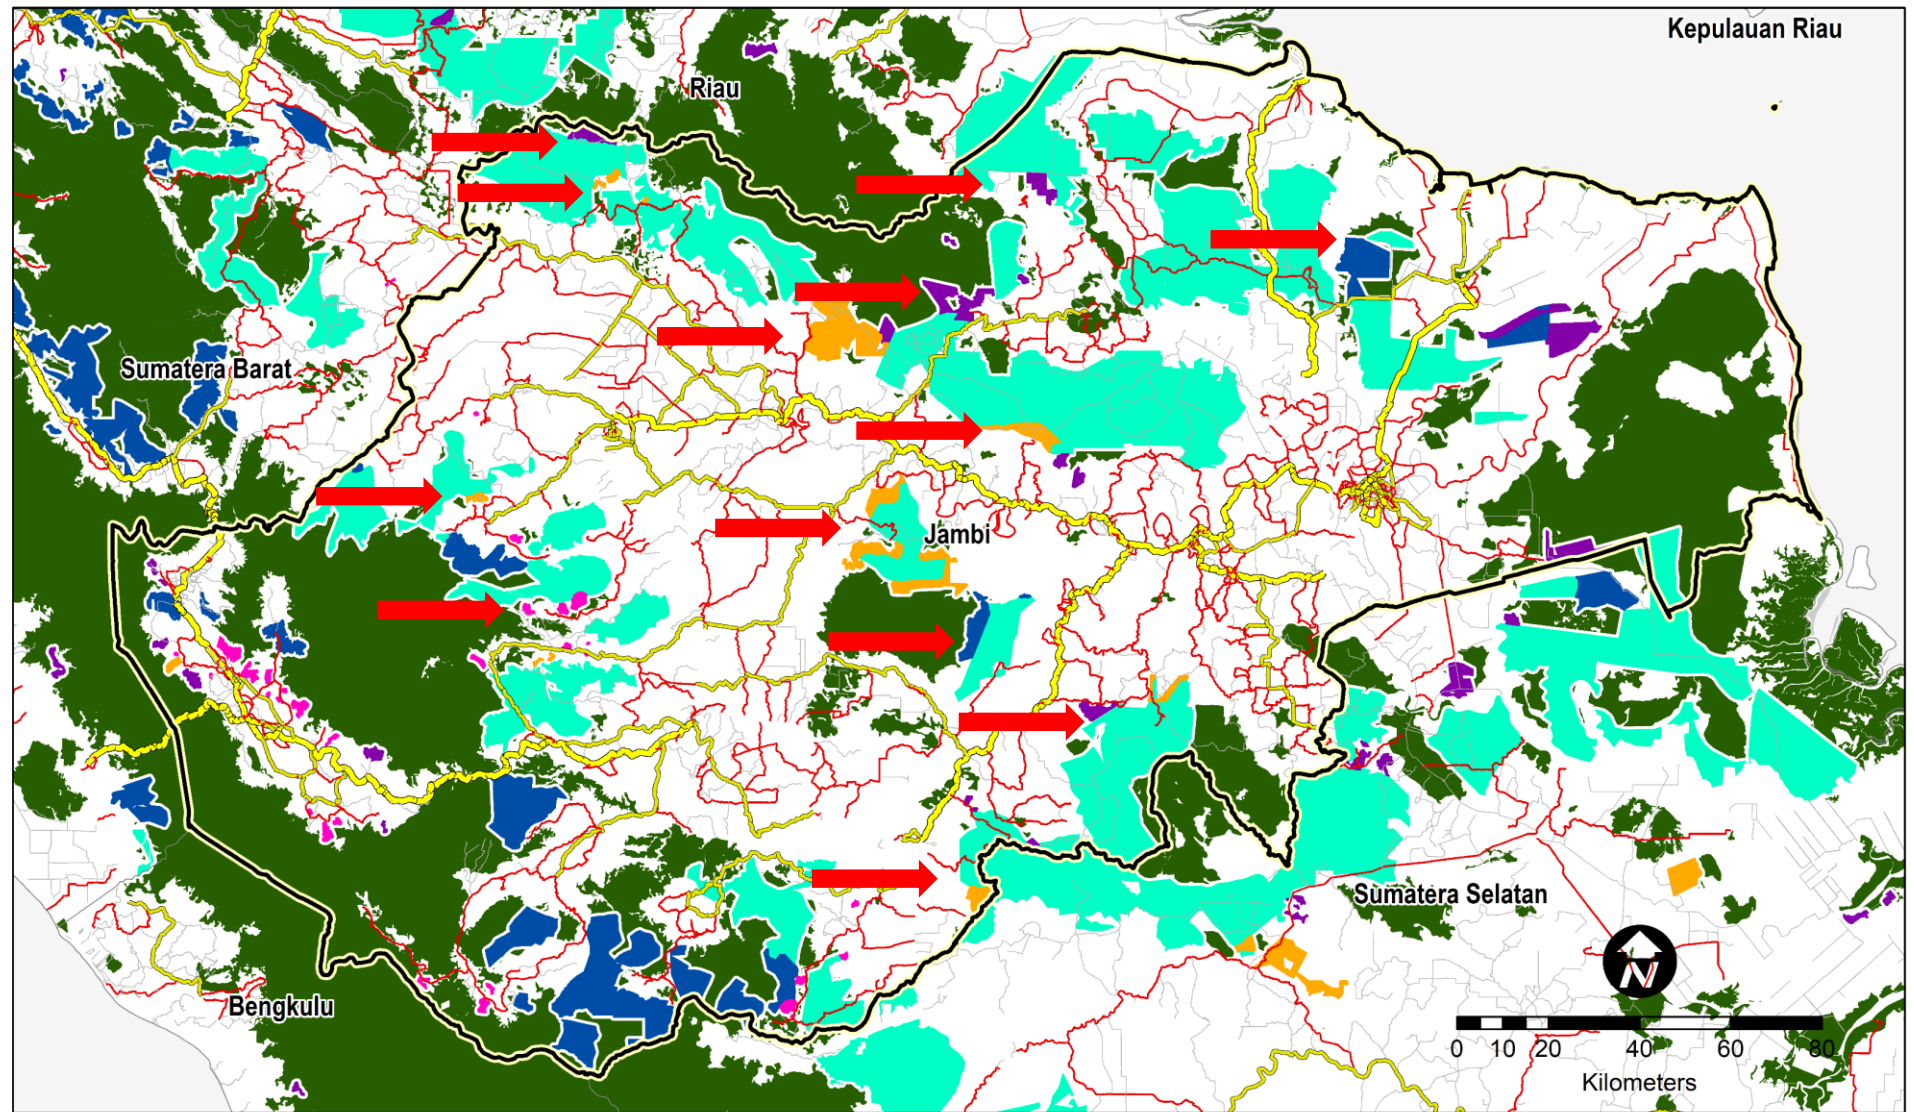 Kepulauan Riau
Riau
Sumatera Barat
Jambi
Sumatera Selatan
Bengkulu
N
0 10 20 40 60 80
Kilometers